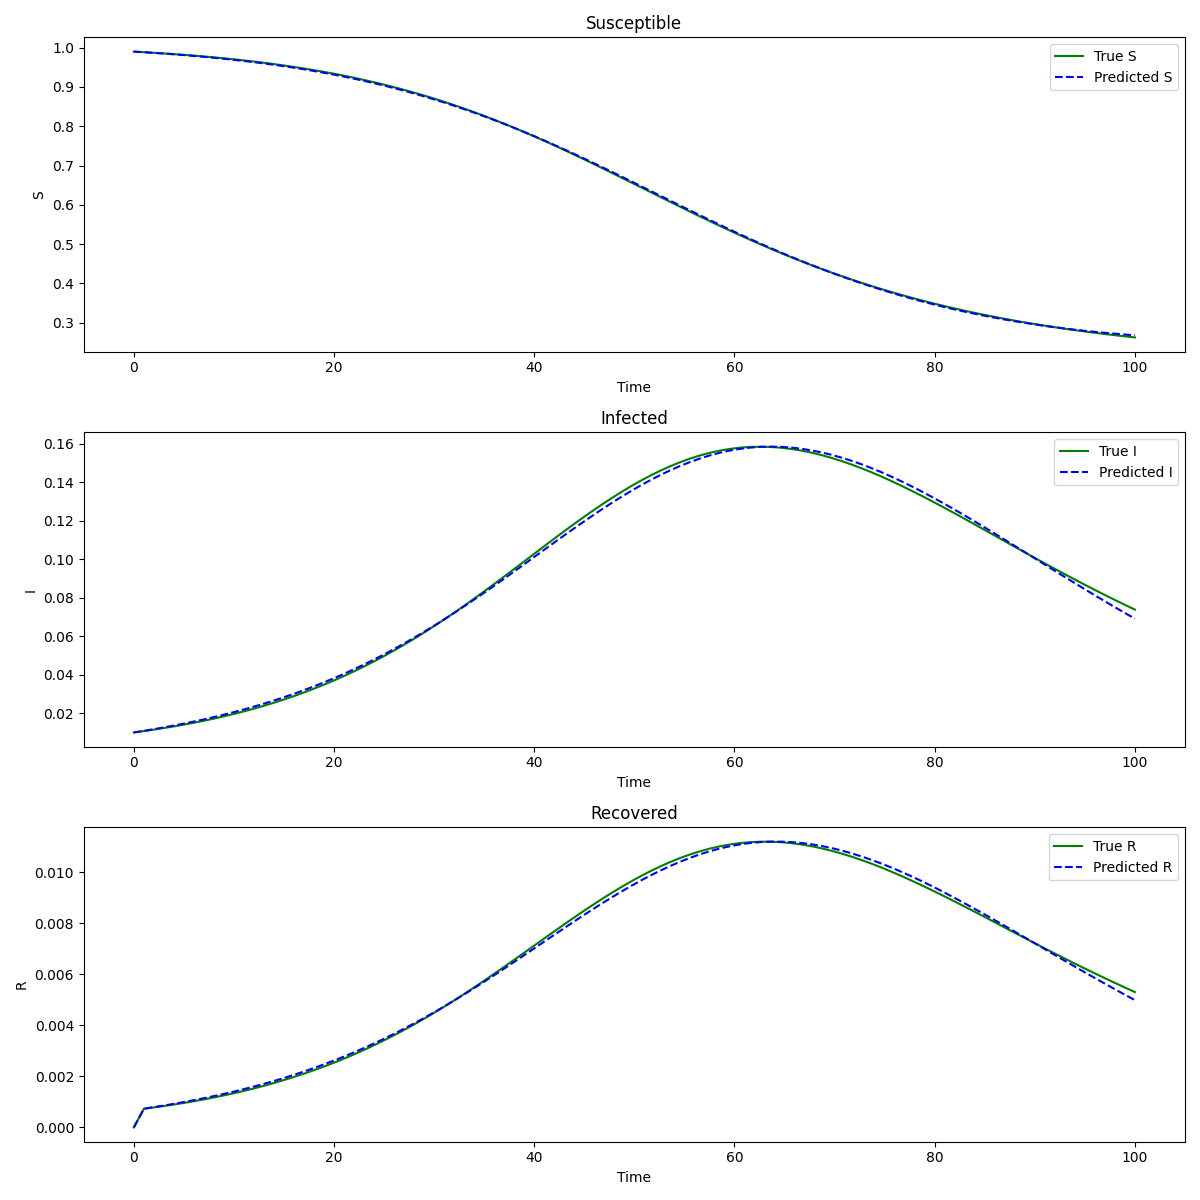 Susceptible
1.0
0.9
0.8
0.7
0.6
0.5
0.4
0.3
S
True S
Predicted S
0 20 40 60 80 100
Time
Infected
0.16
0.14
0.12
0.10
0.08
0.06
0.04
0.02
I
True I
Predicted I
0 20 40 60 80 100
Time
Recovered
0.010
0.008
0.006
0.004
0.002
0.000
R
True R
Predicted R
0 20 40 60 80 100
Time